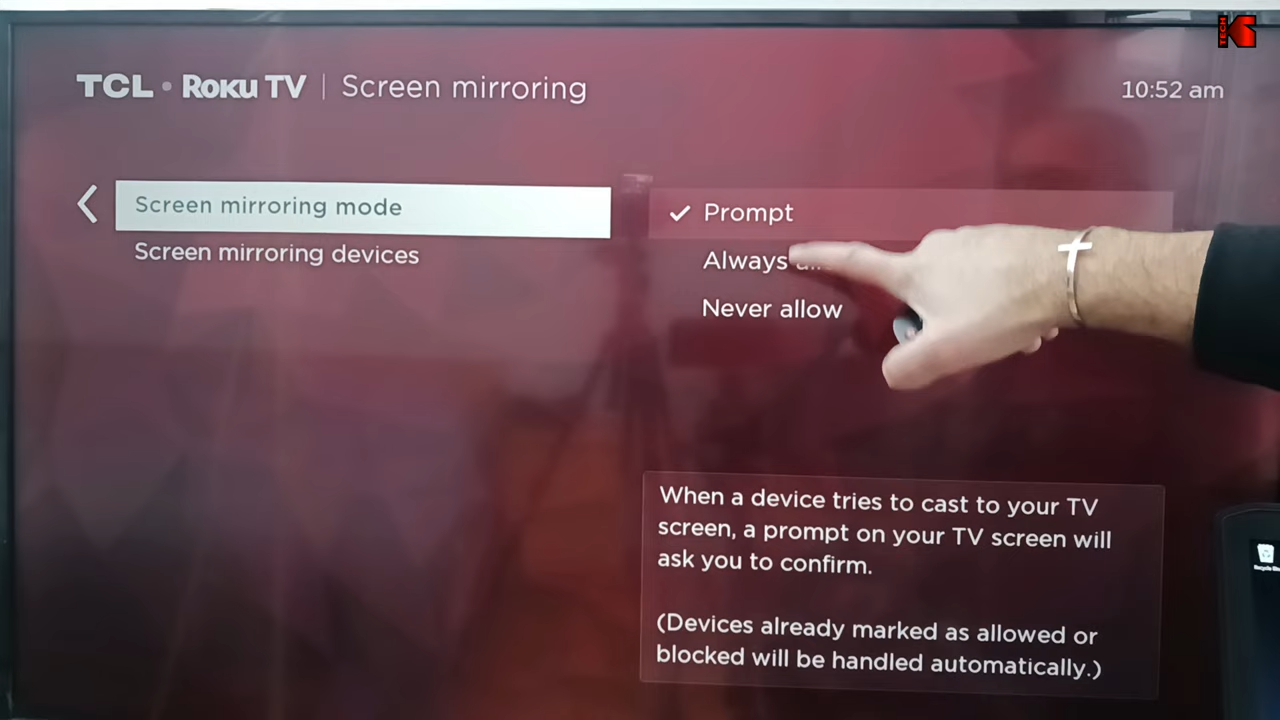 TCL • Roku TV | Screen mirroring
10:52 am
Screen mirroring mode
Screen mirroring devices
Prompt
Always
Never allow
When a device tries to cast to your TV
screen, a prompt on your TV screen will
ask you to confirm.
(Devices already marked as allowed or
blocked will be handled automatically.)
TECH K